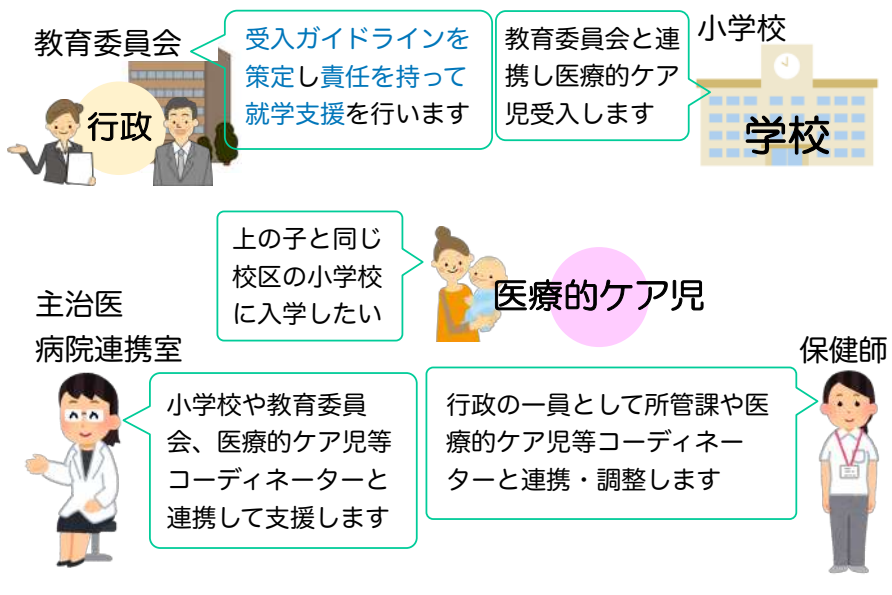 教育委員会
行政
受入ガイドラインを
策定し責任を持って
就学支援を行います
教育委員会と連
携し医療的ケア
児受入します
小学校
学校
上の子と同じ
校区の小学校
に入学したい
医療的ケア児
主治医
病院連携室
小学校や教育委員
会、医療的ケア児等
コーディネーターと
連携して支援します
行政の一員として所管課や医
療的ケア児等コーディネー
ターと連携・調整します
保健師